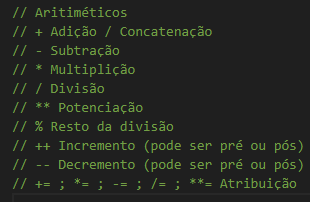 // Aritiméticos
// + Adição / Concatenação
// - Subtração
// * Multiplição
// / Divisão
// ** Potenciação
// % Resto da divisão
// ++ Incremento (pode ser pré ou pós)
// -- Decremento (pode ser pré ou pós)
// += ; *= ; -= ; /= ; **= Atribuição